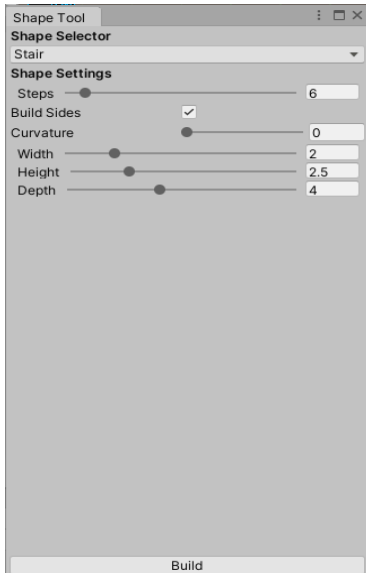 Shape Tool
Shape Selector
Stair
Shape Settings
Steps 6
Build Sides
Curvature 0
Width 2
Height 2.5
Depth 4
Build